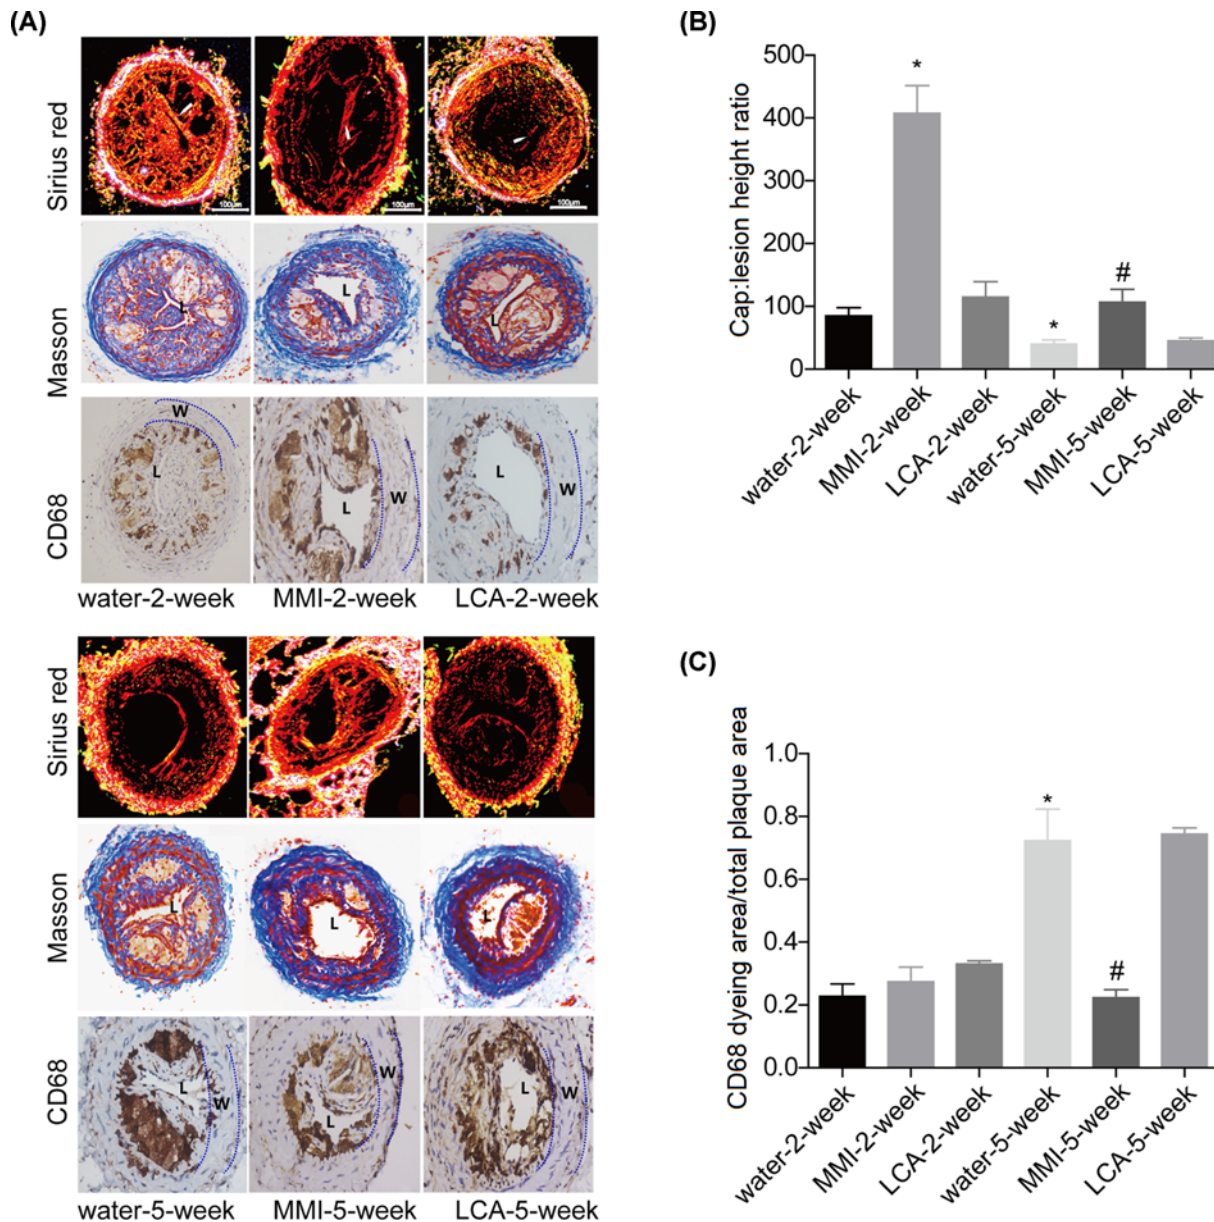 (A)
Sirius red
100μm
100μm
100μm
Masson
L
L
L
CD68
W
L
L
W
L
W
water-2-week
MMI-2-week
LCA-2-week
Sirius red
Masson
L
L
L
CD68
L
W
L
W
L
W
water-5-week
MMI-5-week
LCA-5-week
(B)
Cap:lesion height ratio
500
400
300
200
100
0
*
*
#
water-2-week
MMI-2-week
LCA-2-week
water-5-week
MMI-5-week
LCA-5-week
(C)
CD68 dyeing area/total plaque area
1.0
0.8
0.6
0.4
0.2
0.0
*
#
water-2-week
MMI-2-week
LCA-2-week
water-5-week
MMI-5-week
LCA-5-week